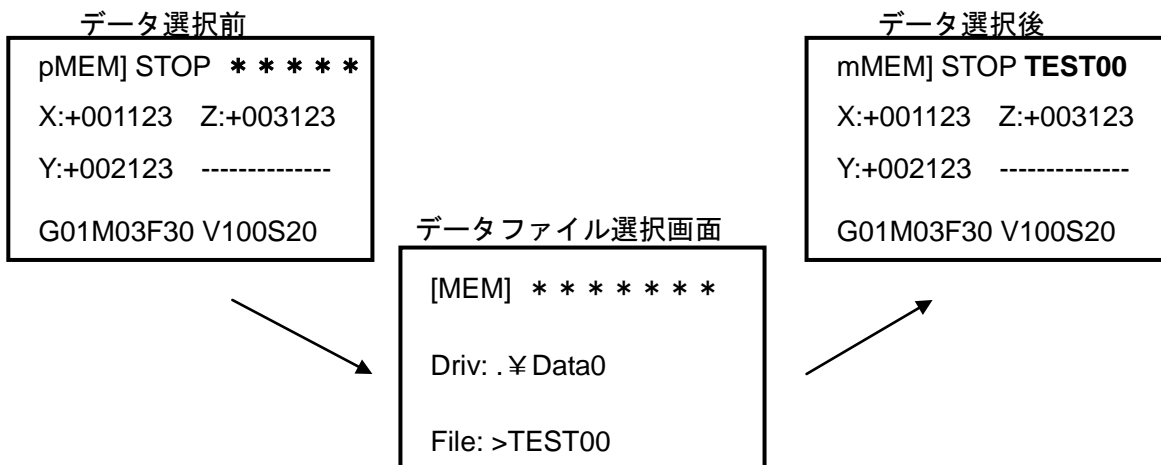 データ選択前
pMEM] STOP ＊＊＊＊＊
X:+001123 Z:+003123
Y:+002123 --------------
G01M03F30 V100S20
データファイル選択画面
[MEM] ＊＊＊＊＊＊＊
Driv: .￥Data0
File: >TEST00
データ選択後
mMEM] STOP TEST00
X:+001123 Z:+003123
Y:+002123 --------------
G01M03F30 V100S20